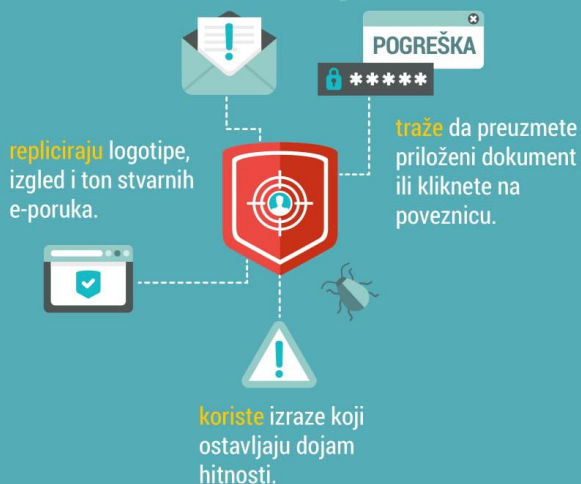 POGREŠKA
*****
repliciraju logotipe,
izgled i ton stvarnih
e-poruka.
traže da preuzmete
priloženi dokument
ili kliknete na
poveznicu.
koriste izraze koji
ostavljaju dojam
hitnosti.